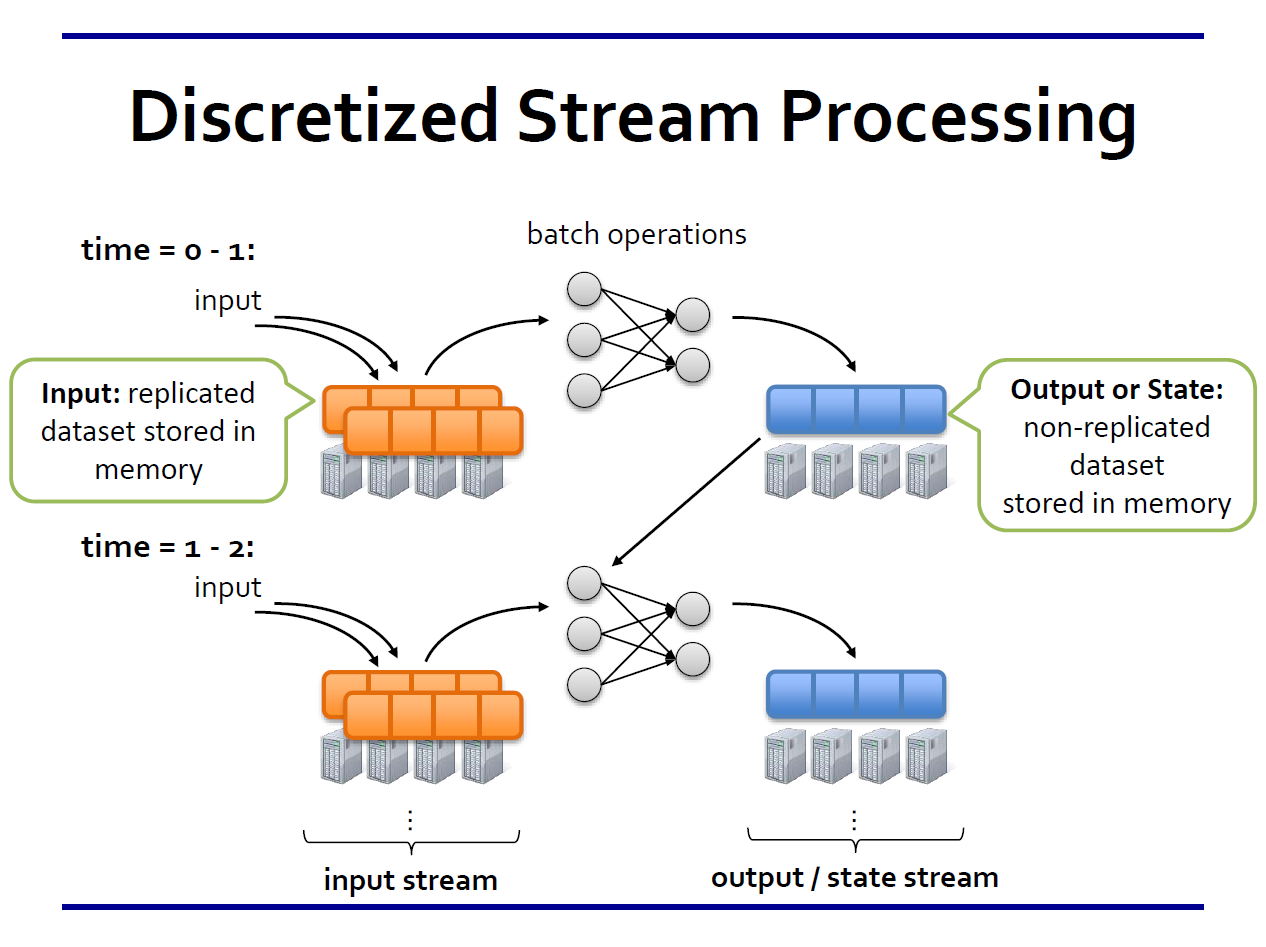 Discretized Stream Processing
time = 0 - 1:
batch operations
input
Input: replicated
dataset stored in
memory
Output or State:
non-replicated
dataset
stored in memory
time = 1 - 2:
input
⋮
⋮
input stream
output / state stream